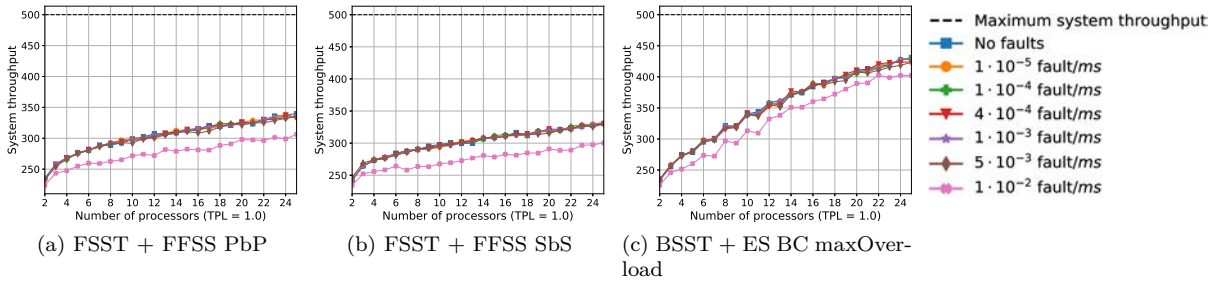 500
450
400
350
300
250
System throughput
2 4 6 8 10 12 14 16 18 20 22 24
Number of processors (TPL = 1.0)
(a) FSST + FFSS PbP
500
450
400
350
300
250
System throughput
2 4 6 8 10 12 14 16 18 20 22 24
Number of processors (TPL = 1.0)
(b) FSST + FFSS SbS
500
450
400
350
300
250
System throughput
2 4 6 8 10 12 14 16 18 20 22 24
Number of processors (TPL = 1.0)
(c) BSST + ES BC maxOver-
load
Maximum system throughput
No faults
1 · 10⁻⁵ fault/ms
1 · 10⁻⁴ fault/ms
4 · 10⁻⁴ fault/ms
1 · 10⁻³ fault/ms
5 · 10⁻³ fault/ms
1 · 10⁻² fault/ms